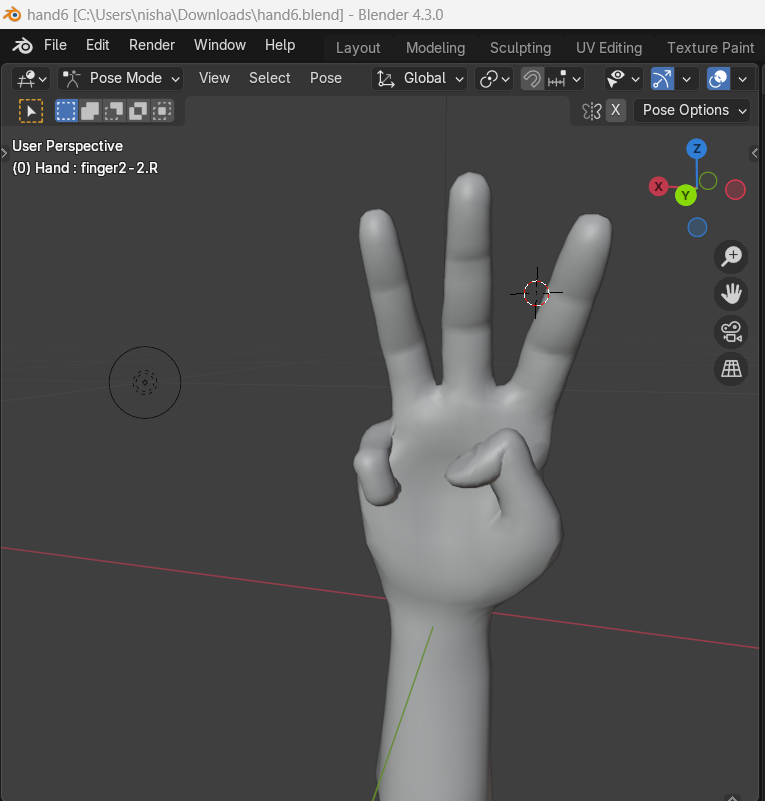 hand6 [C:\Users\nisha\Downloads\hand6.blend] - Blender 4.3.0
File Edit Render Window Help Layout Modeling Sculpting UV Editing Texture Paint
Pose Mode View Select Pose Global
X Pose Options
User Perspective
(0) Hand : finger2-2.R
Z
X
Y